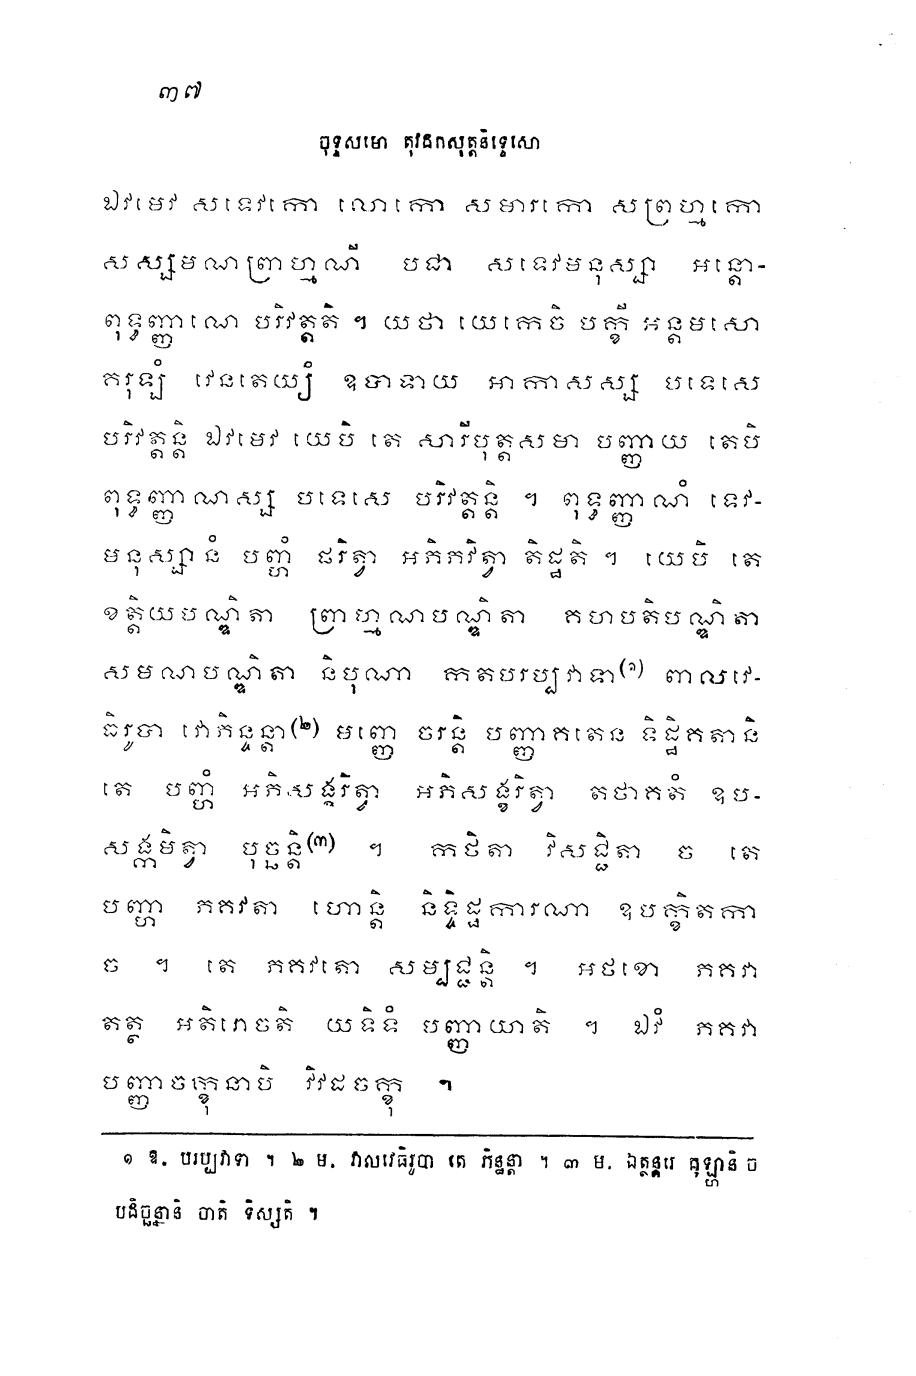 ៣៧
ចុទ្ទសមោ តុវដកសុត្តនិទ្ទេសោ
ឯវមេវ សទេវកោ លោកោ សមារកោ សព្រហ្មកោ
សស្សមណព្រាហ្មណី បជា សទេវមនុស្សា អន្តោ-
ពុទ្ធញ្ញាណេ បរិវត្តតិ ។ យថា យេកេចិ បក្ខី អន្តមសោ
គរុឡំ វេនតេយ្យំ ឧបាទាយ អាកាសស្ស បទេសេ
បរិវត្តន្តិ ឯវមេវ យេបិ តេ សារីបុត្តសមា បញ្ញាយ តេបិ
ពុទ្ធញ្ញាណស្ស បទេសេ បរិវត្តន្តិ ។ ពុទ្ធញ្ញាណំ ទេវ-
មនុស្សានំ បញ្ហំ ផរិត្វា អភិភវិត្វា តិដ្ឋតិ ។ យេបិ តេ
ខត្តិយបណ្ឌិតា ព្រាហ្មណបណ្ឌិតា គហបតិបណ្ឌិតា
សមណបណ្ឌិតា និបុណា កតបរប្បវាទា(១) ពាលវេ-
ធិរូបា វោភិន្ទន្តា(២) មញ្ញេ ចរន្តិ បញ្ញាគតេន ទិដ្ឋិគតានិ
តេ បញ្ហំ អភិសង្ខរិត្វា អភិសង្ខរិត្វា តថាគតំ ឧប-
សង្កមិត្វា បុច្ឆន្តិ(៣) ។ កថិតា វិសជ្ជិតា ច តេ
បញ្ហា ភគវតា ហោន្តិ និទ្ទិដ្ឋការណា ឧបក្ខិតកា
ច ។ តេ ភគវតោ សម្បជ្ជន្តិ ។ អថខោ ភគវា
តត្ថ អតិរោចតិ យទិទំ បញ្ញាយាតិ ។ ឯវំ ភគវា
បញ្ញាចក្ខុនាបិ វិវដចក្ខុ ។
១ ឱ. បរប្បវាទា ។ ២ ម. វាលវេធិរូបា តេ ភិន្ទន្តា ។ ៣ ម. ឯត្ថន្តរេ គុឡ្ហានិ ច
បដិច្ឆន្នានិ ចាតិ ទិស្សតិ ។